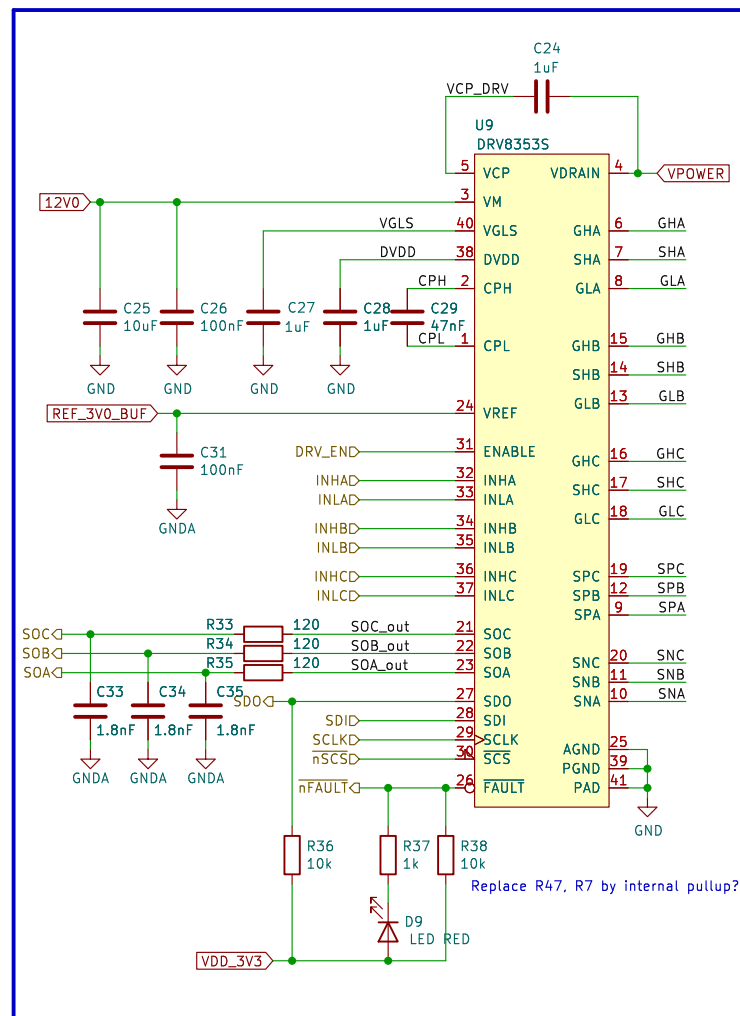 C24
1uF
VCP_DRV
U9
DRV8353S
5 VCP VDRAIN 4 VPOWER
12V0 3 VM
VGLS 40 VGLS GHA 6 GHA
DVDD 38 DVDD SHA 7 SHA
CPH 2 CPH GLA 8 GLA
C25 C26 C27 C28 C29
10uF 100nF 1uF 1uF 47nF
CPL 1 CPL GHB 15 GHB
SHB 14 SHB
GND GND GND GND
GLB 13 GLB
REF_3V0_BUF 24 VREF
DRV_EN 31 ENABLE
C31
100nF
GHC 16 GHC
INHA 32 INHA
SHC 17 SHC
INLA 33 INLA
GNDA
GLC 18 GLC
INHB 34 INHB
INLB 35 INLB
INHC 36 INHC SPC 19 SPC
INLC 37 INLC SPB 12 SPB
SPA 9 SPA
SOC R33 120 SOC_out 21 SOC
SOB R34 120 SOB_out 22 SOB
SNC 20 SNC
SOA R35 120 SOA_out 23 SOA
SNB 11 SNB
C33 C34 C35
1.8nF 1.8nF 1.8nF
SDO 27 SDO SNA 10 SNA
SDI 28 SDI
SCLK 29 SCLK
AGND 25
nSCS 30 SCS
PGND 39
GNDA GNDA GNDA
nFAULT 26 FAULT PAD 41
GND
R36 R37 R38
10k 1k 10k
Replace R47, R7 by internal pullup?
D9
LED RED
VDD_3V3